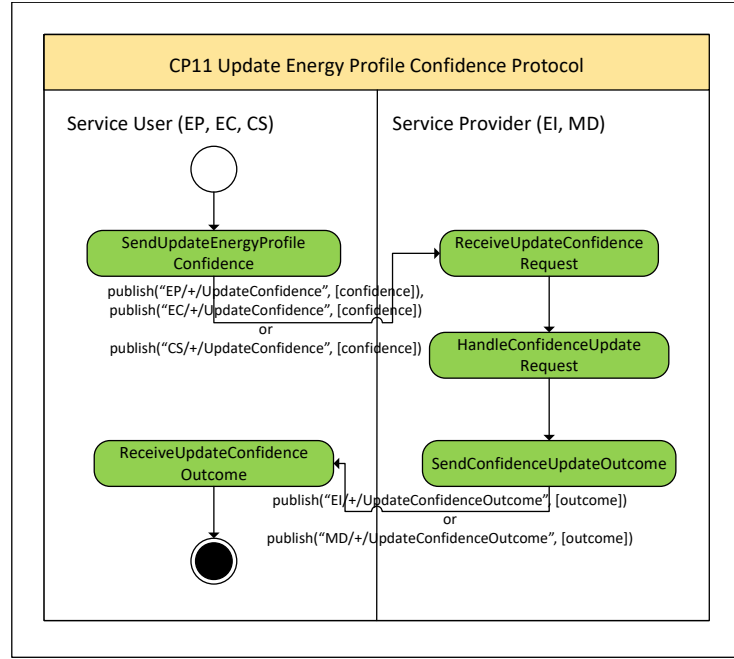 CP11 Update Energy Profile Confidence Protocol
Service User (EP, EC, CS)
Service Provider (EI, MD)
SendUpdateEnergyProfile
Confidence
ReceiveUpdateConfidence
Request
publish(“EP/+/UpdateConfidence”, [confidence]),
publish(“EC/+/UpdateConfidence”, [confidence])
or
publish(“CS/+/UpdateConfidence”, [confidence])
HandleConfidenceUpdate
Request
ReceiveUpdateConfidence
Outcome
SendConfidenceUpdateOutcome
publish(“EI/+/UpdateConfidenceOutcome”, [outcome])
or
publish(“MD/+/UpdateConfidenceOutcome”, [outcome])